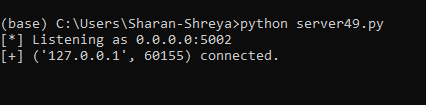 (base) C:\Users\Sharan-Shreya>python server49.py
[*] Listening as 0.0.0.0:5002
[+] ('127.0.0.1', 60155) connected.